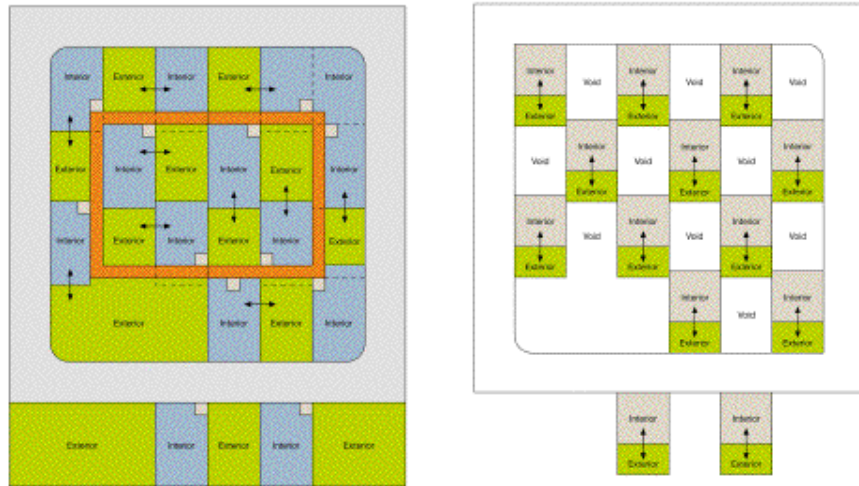 Interior Exterior Interior Exterior Interior
Exterior Interior Exterior Interior Exterior Interior
Interior Exterior Interior Exterior Interior Exterior
Exterior Interior Exterior Interior
Exterior Interior Exterior Interior Exterior
Interior Void Interior Void Interior Void
Exterior Exterior Exterior
Void Interior Void Interior Void Interior
Exterior Exterior Exterior
Interior Void Interior Void Interior Void
Exterior Exterior Exterior
Interior Void Interior
Exterior Exterior
Interior Interior
Exterior Exterior